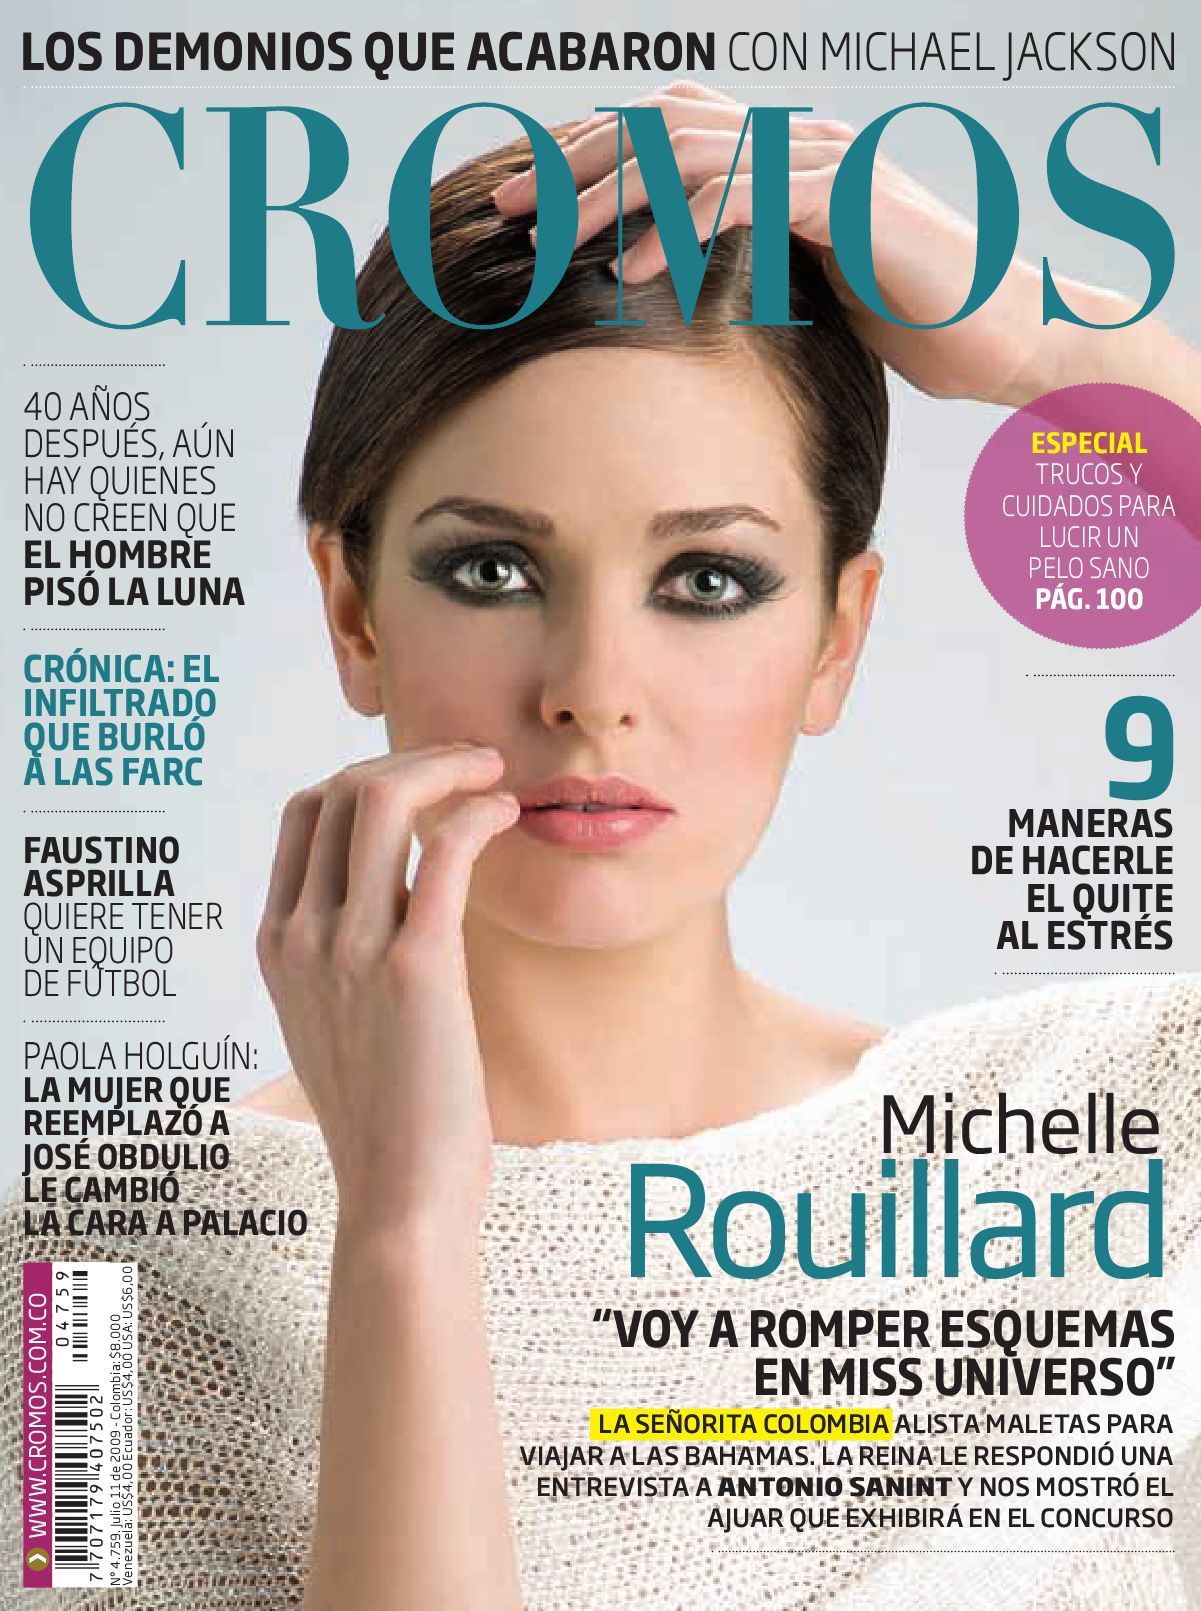 LOS DEMONIOS QUE ACABARON CON MICHAEL JACKSON
CROMOS
40 AÑOS
DESPUÉS, AÚN
HAY QUIENES
NO CREEN QUE
EL HOMBRE
PISÓ LA LUNA
CRÓNICA: EL
INFILTRADO
QUE BURLÓ
A LAS FARC
FAUSTINO
ASPRILLA
QUIERE TENER
UN EQUIPO
DE FÚTBOL
PAOLA HOLGUÍN:
LA MUJER QUE
REEMPLAZÓ A
JOSÉ OBDULIO
LE CAMBIÓ
LA CARA A PALACIO
ESPECIAL
TRUCOS Y
CUIDADOS PARA
LUCIR UN
PELO SANO
PÁG. 100
9
MANERAS
DE HACERLE
EL QUITE
AL ESTRÉS
Michelle
Rouillard
“VOY A ROMPER ESQUEMAS
EN MISS UNIVERSO”
LA SEÑORITA COLOMBIA ALISTA MALETAS PARA
VIAJAR A LAS BAHAMAS. LA REINA LE RESPONDIÓ UNA
ENTREVISTA A ANTONIO SANINT Y NOS MOSTRÓ EL
AJUAR QUE EXHIBIRÁ EN EL CONCURSO
WWW.CROMOS.COM.CO
04759
7 707179 407502
Nº 4.759. Julio 11 de 2009 - Colombia: $8.000
Venezuela: US$4,00 Ecuador: US$4,00 USA: US$6,00